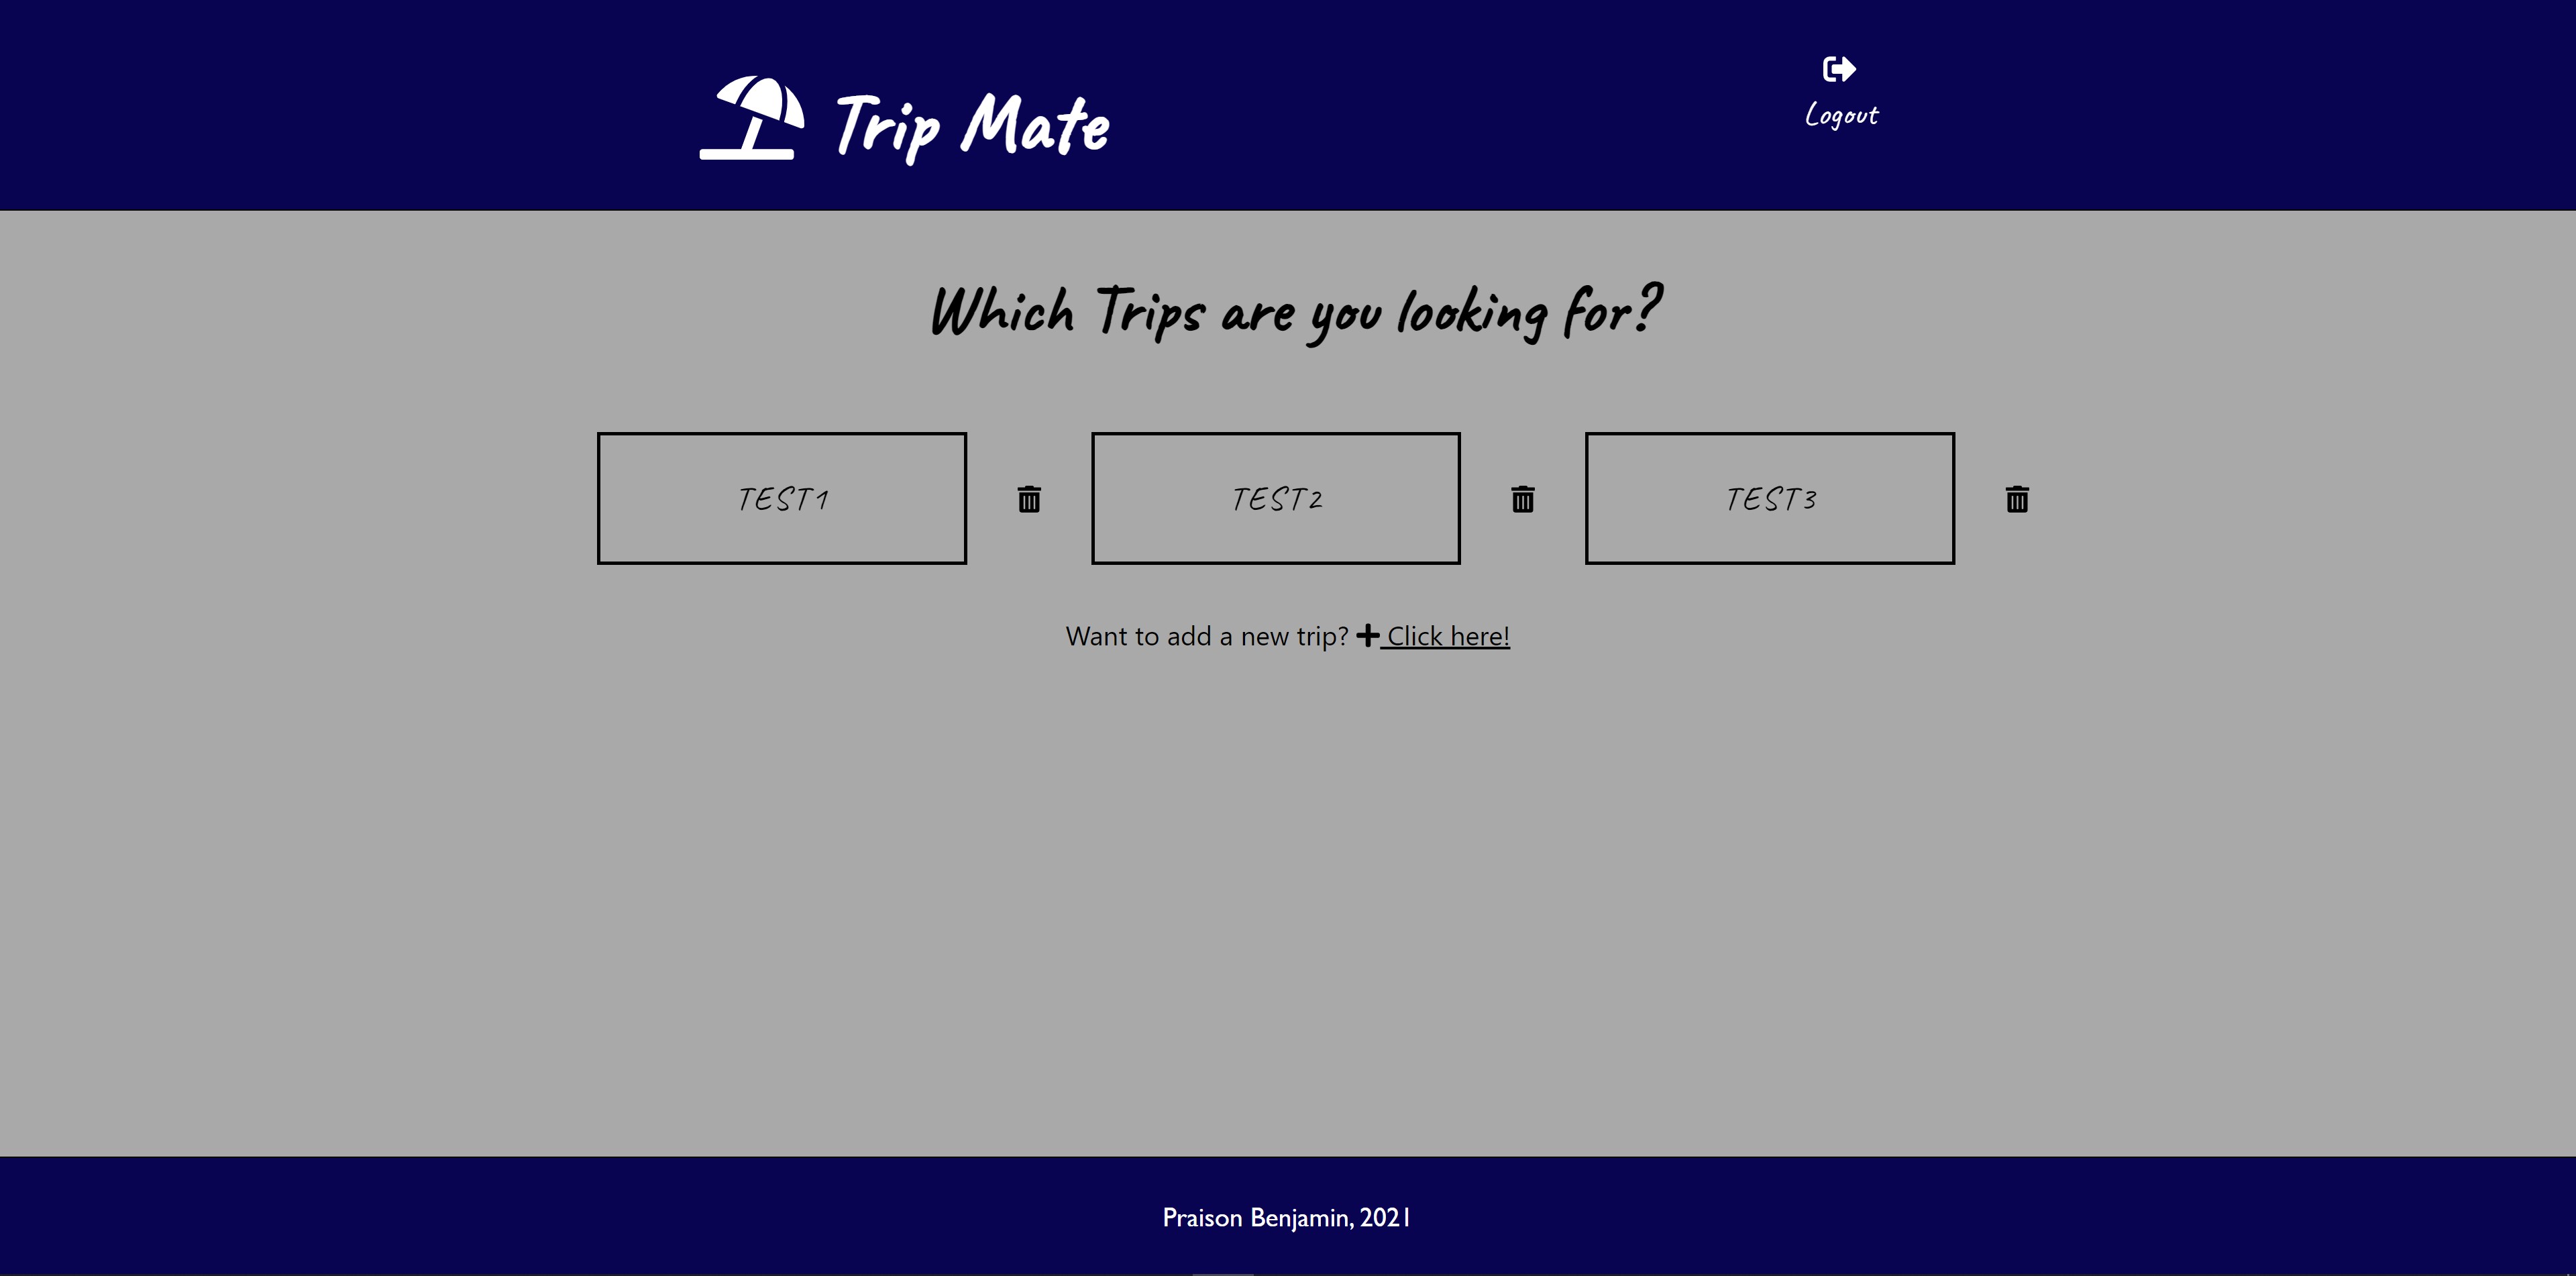 Trip Mate
Logout
Which Trips are you looking for?
TEST1
TEST2
TEST3
Want to add a new trip? Click here!
Praison Benjamin, 2021